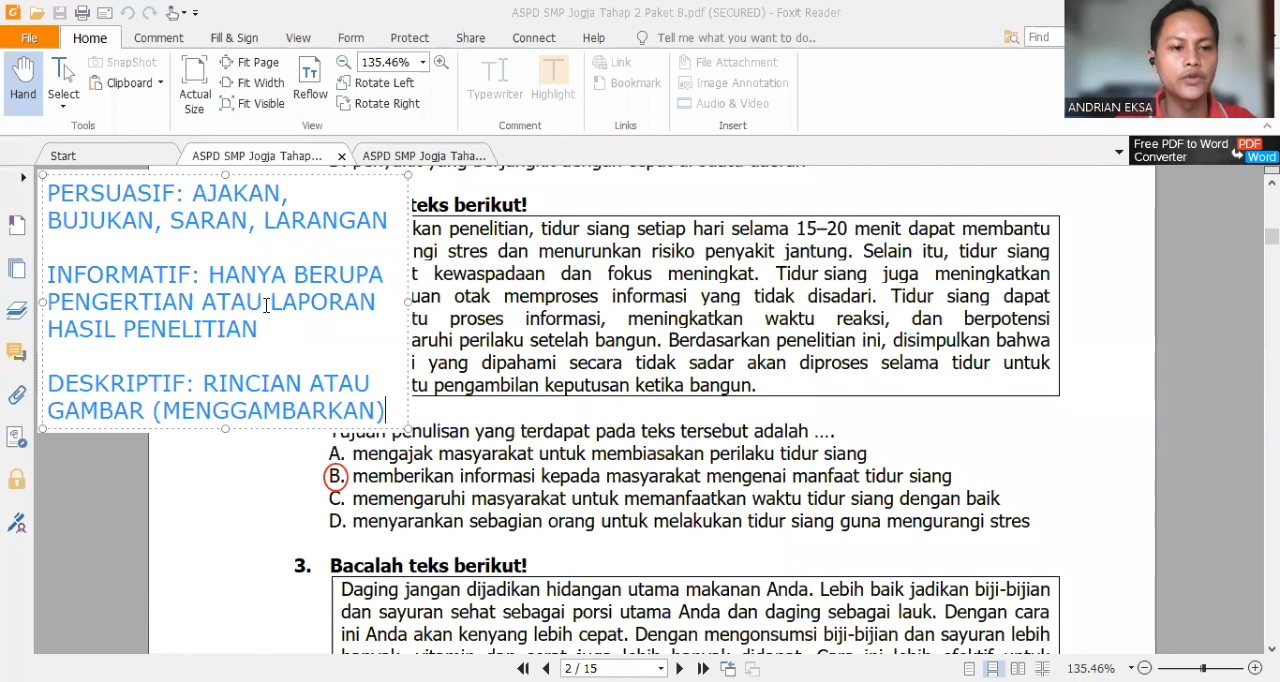 ASPD SMP Jogja Tahap 2 Paket B.pdf (SECURED) - Foxit Reader
File Home Comment Fill & Sign View Form Protect Share Connect Help Tell me what you want to do.. Find
Hand
Select
SnapShot
Clipboard
Tools
Actual
Size
Fit Page
Fit Width
Fit Visible
Reflow
135.46%
Rotate Left
Rotate Right
View
Typewriter
Highlight
Comment
Link
Bookmark
Links
File Attachment
Image Annotation
Audio & Video
Insert
ANDRIAN EKSA
Start
ASPD SMP Jogja Tahap...
ASPD SMP Jogja Tahap 2 Paket B.pdf
ASPD SMP Jogja Taha...
Free PDF to Word
Converter
PDF
Word
PERSUASIF: AJAKAN,
BUJUKAN, SARAN, LARANGAN
INFORMATIF: HANYA BERUPA
PENGERTIAN ATAU LAPORAN
HASIL PENELITIAN
DESKRIPTIF: RINCIAN ATAU
GAMBAR (MENGGAMBARKAN)
teks berikut!
kan penelitian, tidur siang setiap hari selama 15–20 menit dapat membantu
ngi stres dan menurunkan risiko penyakit jantung. Selain itu, tidur siang
t kewaspadaan dan fokus meningkat. Tidur siang juga meningkatkan
uan otak memproses informasi yang tidak disadari. Tidur siang dapat
tu proses informasi, meningkatkan waktu reaksi, dan berpotensi
aruhi perilaku setelah bangun. Berdasarkan penelitian ini, disimpulkan bahwa
i yang dipahami secara tidak sadar akan diproses selama tidur untuk
tu pengambilan keputusan ketika bangun.
Tujuan penulisan yang terdapat pada teks tersebut adalah ....
A. mengajak masyarakat untuk membiasakan perilaku tidur siang
B. memberikan informasi kepada masyarakat mengenai manfaat tidur siang
C. memengaruhi masyarakat untuk memanfaatkan waktu tidur siang dengan baik
D. menyarankan sebagian orang untuk melakukan tidur siang guna mengurangi stres
3. Bacalah teks berikut!
Daging jangan dijadikan hidangan utama makanan Anda. Lebih baik jadikan biji-bijian
dan sayuran sehat sebagai porsi utama Anda dan daging sebagai lauk. Dengan cara
ini Anda akan kenyang lebih cepat. Dengan mengonsumsi biji-bijian dan sayuran lebih
2 / 15
135.46%